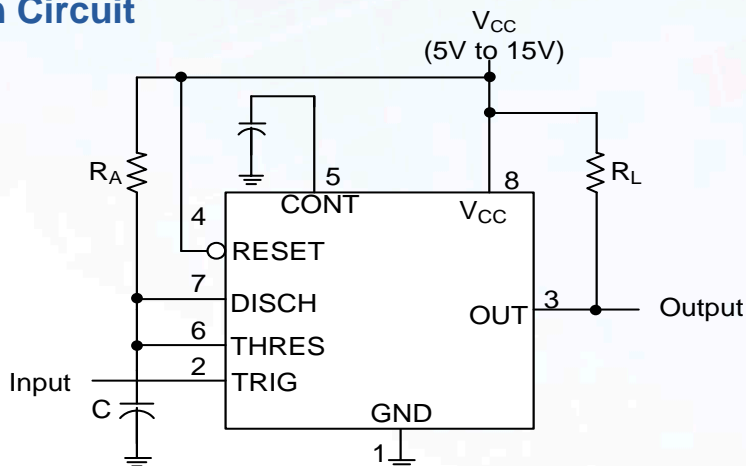 n Circuit
VCC
(5V to 15V)
RA
5
8
RL
CONT
VCC
4
RESET
7
DISCH
3
OUT
Output
6
THRES
2
Input
TRIG
C
GND
1